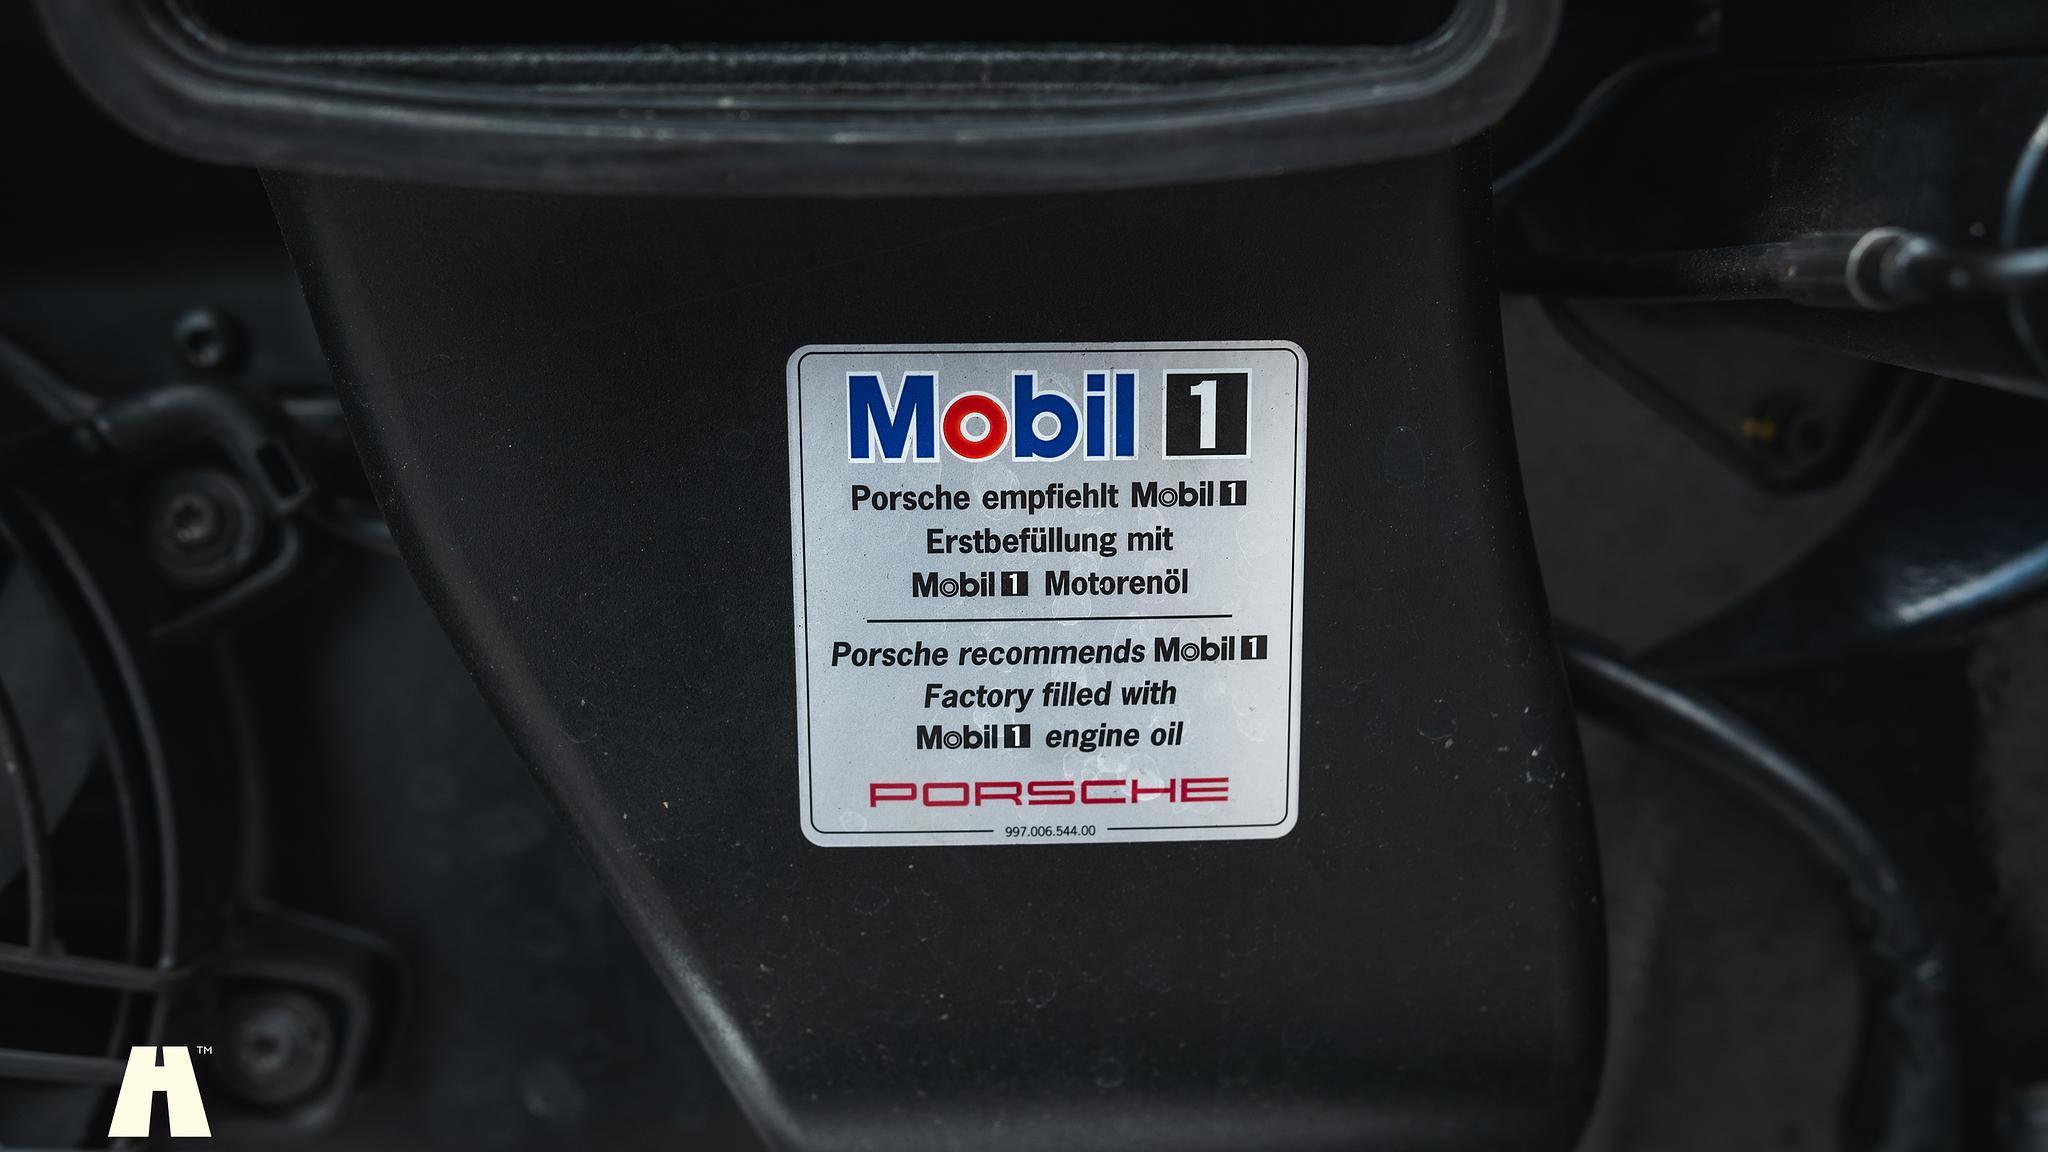 Mobil 1
Porsche empfiehlt Mobil 1
Erstbefüllung mit
Mobil 1 Motorenöl
Porsche recommends Mobil 1
Factory filled with
Mobil 1 engine oil
PORSCHE
997.006.544.00
H™